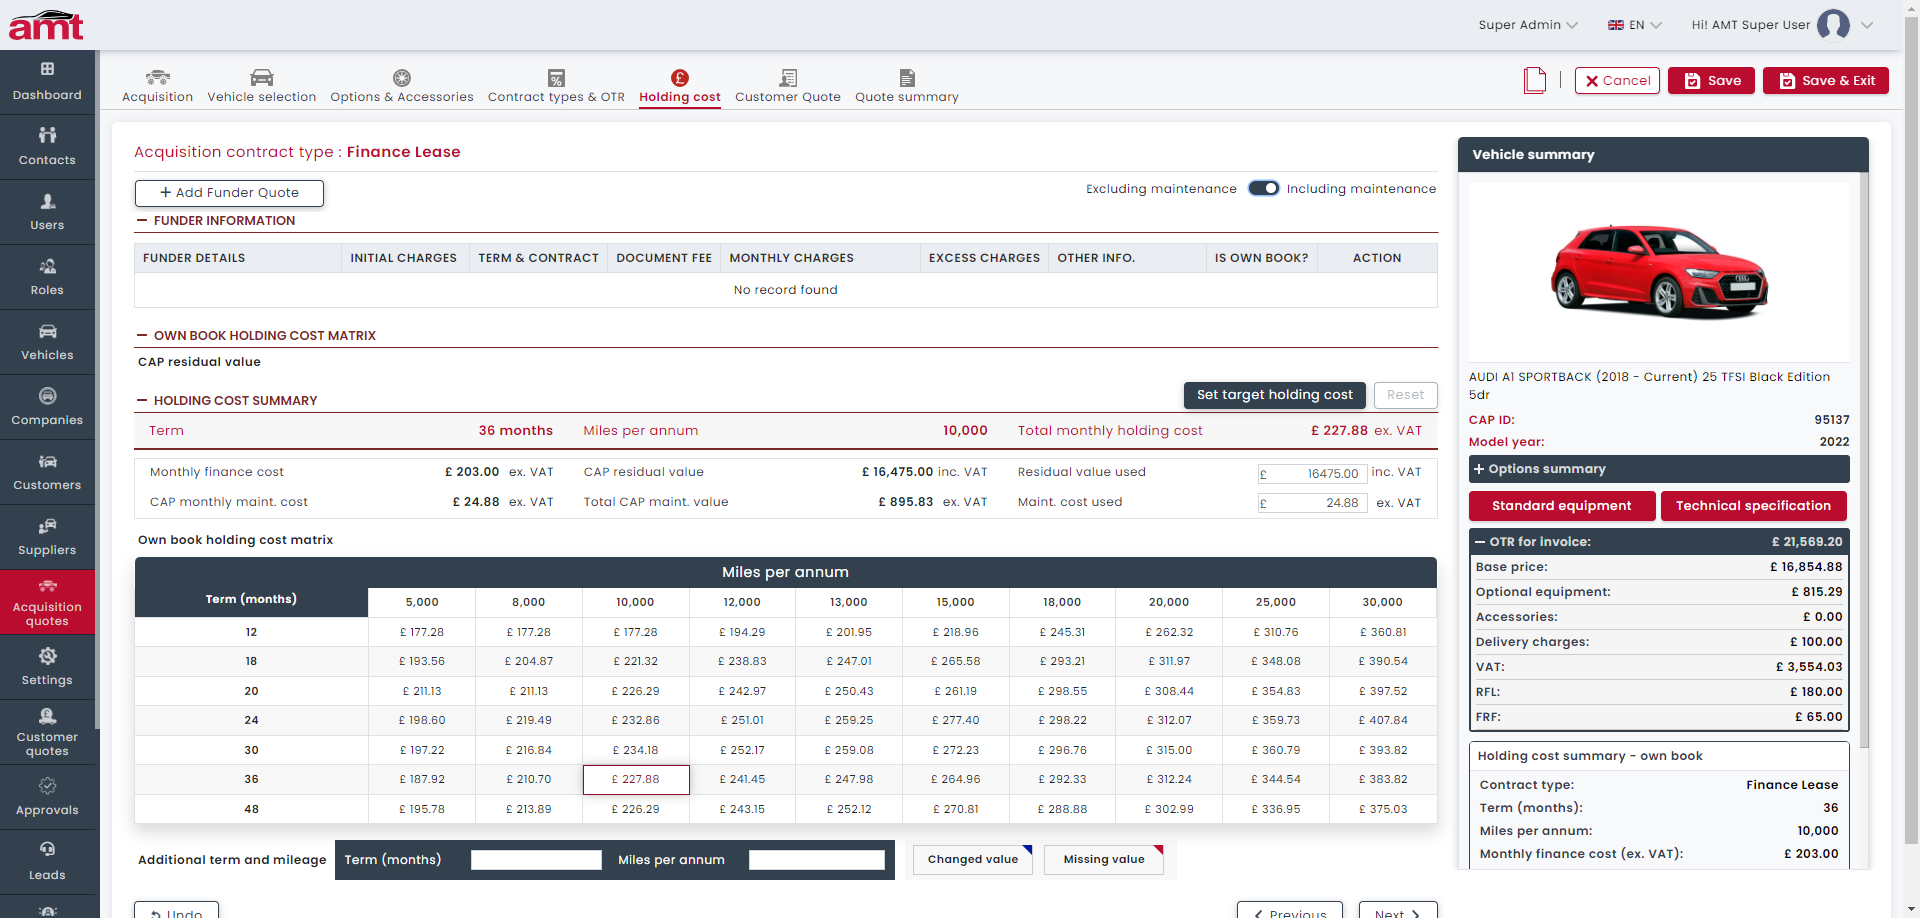 amt
Super Admin
EN
Hi! AMT Super User
Dashboard
Contacts
Users
Roles
Vehicles
Companies
Customers
Suppliers
Acquisition
quotes
Settings
Customer
quotes
Approvals
Leads
Acquisition
Vehicle selection
Options & Accessories
Contract types & OTR
Holding cost
Customer Quote
Quote summary
Cancel
Save
Save & Exit
Acquisition contract type : Finance Lease
+ Add Funder Quote
Excluding maintenance
Including maintenance
FUNDER INFORMATION
FUNDER DETAILS INITIAL CHARGES TERM & CONTRACT DOCUMENT FEE MONTHLY CHARGES EXCESS CHARGES OTHER INFO. IS OWN BOOK? ACTION
No record found
OWN BOOK HOLDING COST MATRIX
CAP residual value
HOLDING COST SUMMARY
Set target holding cost
Reset
Term 36 months Miles per annum 10,000 Total monthly holding cost £ 227.88 ex. VAT
Monthly finance cost £ 203.00 ex. VAT CAP residual value £ 16,475.00 inc. VAT Residual value used £ 16475.00 inc. VAT
CAP monthly maint. cost £ 24.88 ex. VAT Total CAP maint. value £ 895.83 ex. VAT Maint. cost used £ 24.88 ex. VAT
Own book holding cost matrix
Miles per annum
Term (months) 5,000 8,000 10,000 12,000 13,000 15,000 18,000 20,000 25,000 30,000
12 £ 177.28 £ 177.28 £ 177.28 £ 194.29 £ 201.95 £ 218.96 £ 245.31 £ 262.32 £ 310.76 £ 360.81
18 £ 193.56 £ 204.87 £ 221.32 £ 238.83 £ 247.01 £ 265.58 £ 293.21 £ 311.97 £ 348.08 £ 390.54
20 £ 211.13 £ 211.13 £ 226.29 £ 242.97 £ 250.43 £ 261.19 £ 298.55 £ 308.44 £ 354.83 £ 397.52
24 £ 198.60 £ 219.49 £ 232.86 £ 251.01 £ 259.25 £ 277.40 £ 298.22 £ 312.07 £ 359.73 £ 407.84
30 £ 197.22 £ 216.84 £ 234.18 £ 252.17 £ 259.08 £ 272.23 £ 296.76 £ 315.00 £ 360.79 £ 393.82
36 £ 187.92 £ 210.70 £ 227.88 £ 241.45 £ 247.98 £ 264.96 £ 292.33 £ 312.24 £ 344.54 £ 383.82
48 £ 195.78 £ 213.89 £ 226.29 £ 243.15 £ 252.12 £ 270.81 £ 288.88 £ 302.99 £ 336.95 £ 375.03
Additional term and mileage Term (months) Miles per annum
Changed value
Missing value
Undo
Previous
Next
Vehicle summary
AUDI A1 SPORTBACK (2018 - Current) 25 TFSI Black Edition
5dr
CAP ID: 95137
Model year: 2022
+ Options summary
Standard equipment
Technical specification
OTR for invoice: £ 21,569.20
Base price: £ 16,854.88
Optional equipment: £ 815.29
Accessories: £ 0.00
Delivery charges: £ 100.00
VAT: £ 3,554.03
RFL: £ 180.00
FRF: £ 65.00
Holding cost summary - own book
Contract type: Finance Lease
Term (months): 36
Miles per annum: 10,000
Monthly finance cost (ex. VAT): £ 203.00